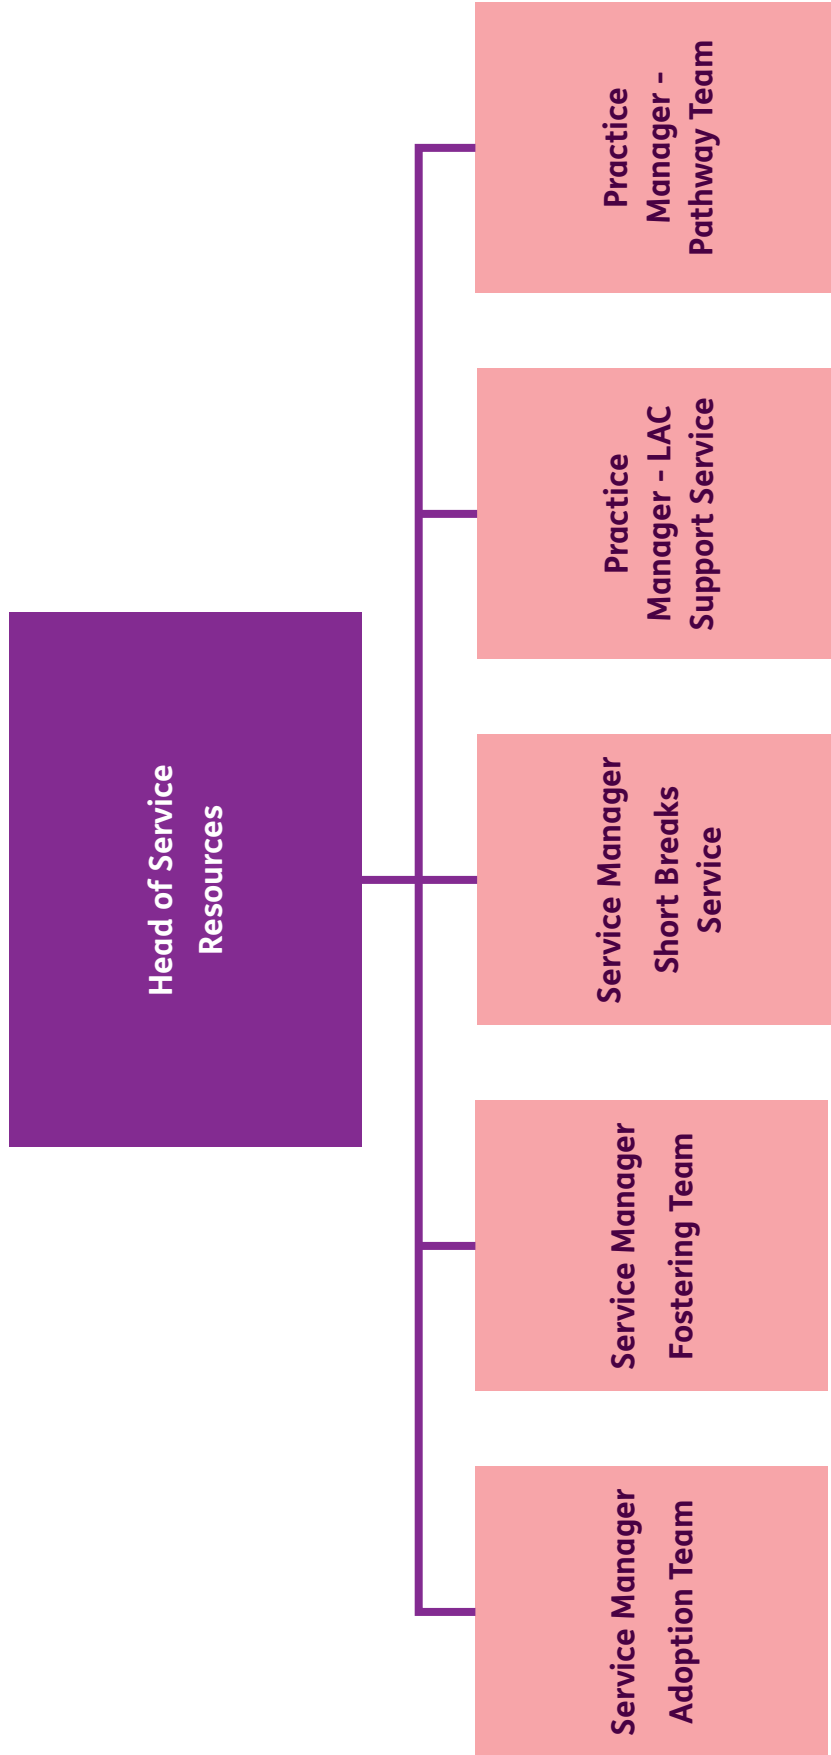 Head of Service
Resources
Service Manager
Adoption Team
Service Manager
Fostering Team
Service Manager
Short Breaks
Service
Practice
Manager – LAC
Support Service
Practice
Manager –
Pathway Team